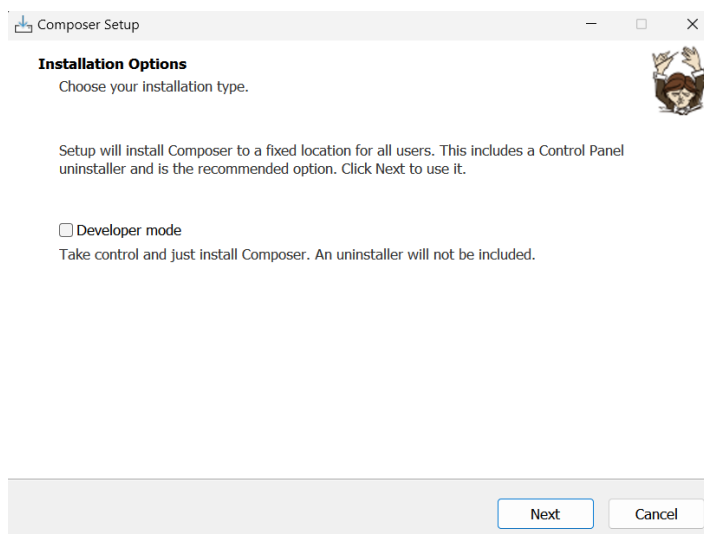 Composer Setup
Installation Options
Choose your installation type.
Setup will install Composer to a fixed location for all users. This includes a Control Panel
uninstaller and is the recommended option. Click Next to use it.
Developer mode
Take control and just install Composer. An uninstaller will not be included.
Next
Cancel